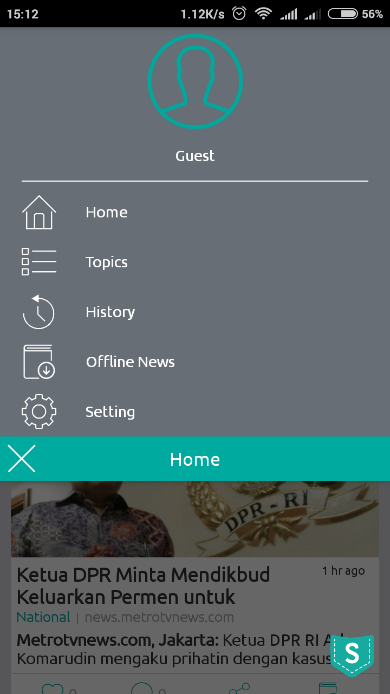 15:12 1.12K/s 56%
Guest
Home
Topics
History
Offline News
Setting
Home
DPR-RI
Ketua DPR Minta Mendikbud 1 hr ago
Keluarkan Permen untuk
National | news.metrotvnews.com
Metrotvnews.com, Jakarta: Ketua DPR RI
Komarudin mengaku prihatin dengan kasus
0 0
S